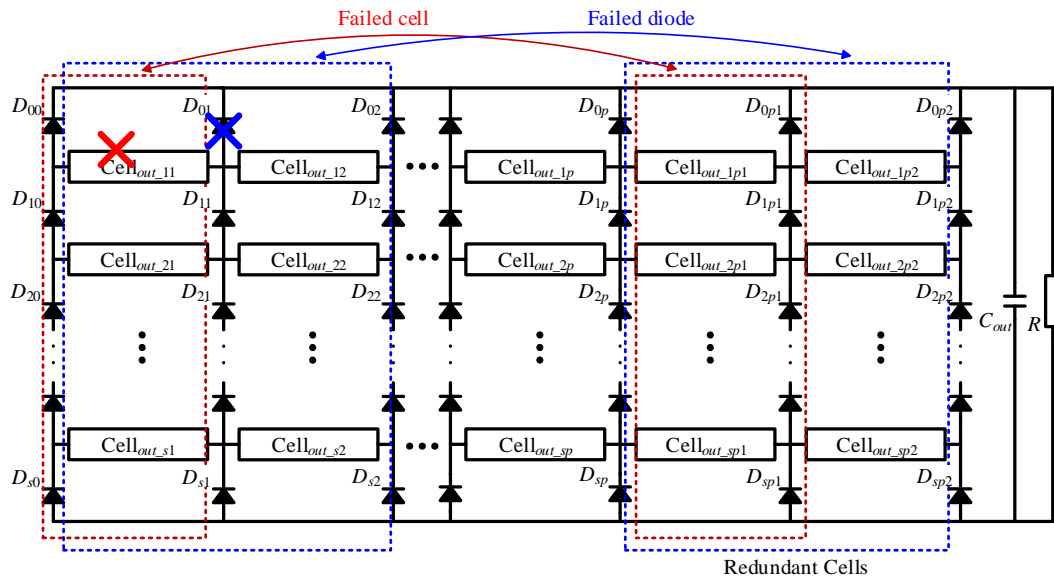 Failed cell Failed diode
D00 D01 D02 D0p D0p1 D0p2
Cellout_11 Cellout_12 Cellout_1p Cellout_1p1 Cellout_1p2
D10 D11 D12 D1p D1p1 D1p2
Cellout_21 Cellout_22 Cellout_2p Cellout_2p1 Cellout_2p2
D20 D21 D22 D2p D2p1 D2p2
Cout R
Cellout_s1 Cellout_s2 Cellout_sp Cellout_sp1 Cellout_sp2
Ds0 Ds1 Ds2 Dsp Dsp1 Dsp2
Redundant Cells